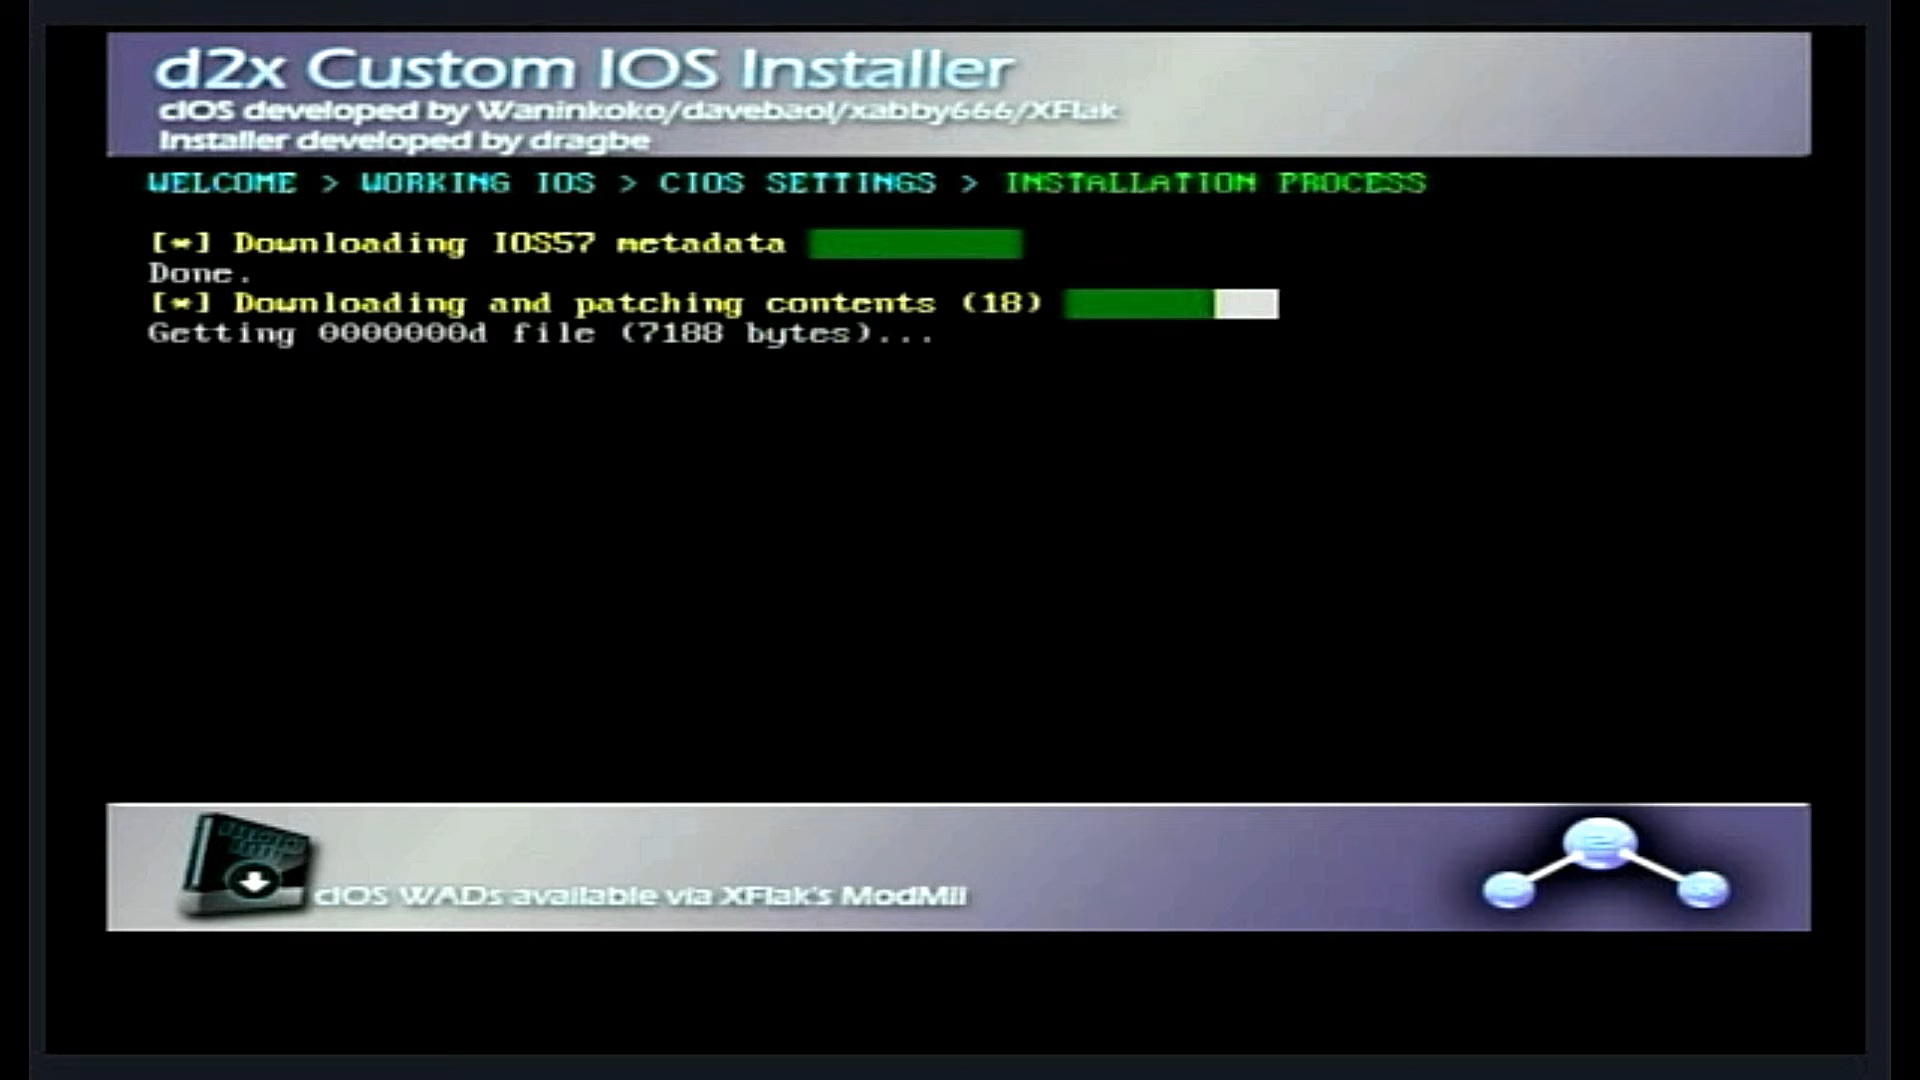 d2x Custom IOS Installer
cIOS developed by Waninkoko/davebaol/xabby666/XFlak
Installer developed by dragbe
WELCOME > WORKING IOS > CIOS SETTINGS > INSTALLATION PROCESS
[*] Downloading IOS57 metadata
Done.
[*] Downloading and patching contents (18)
Getting 0000000d file (7188 bytes)...
cIOS WADs available via XFlak's ModMii